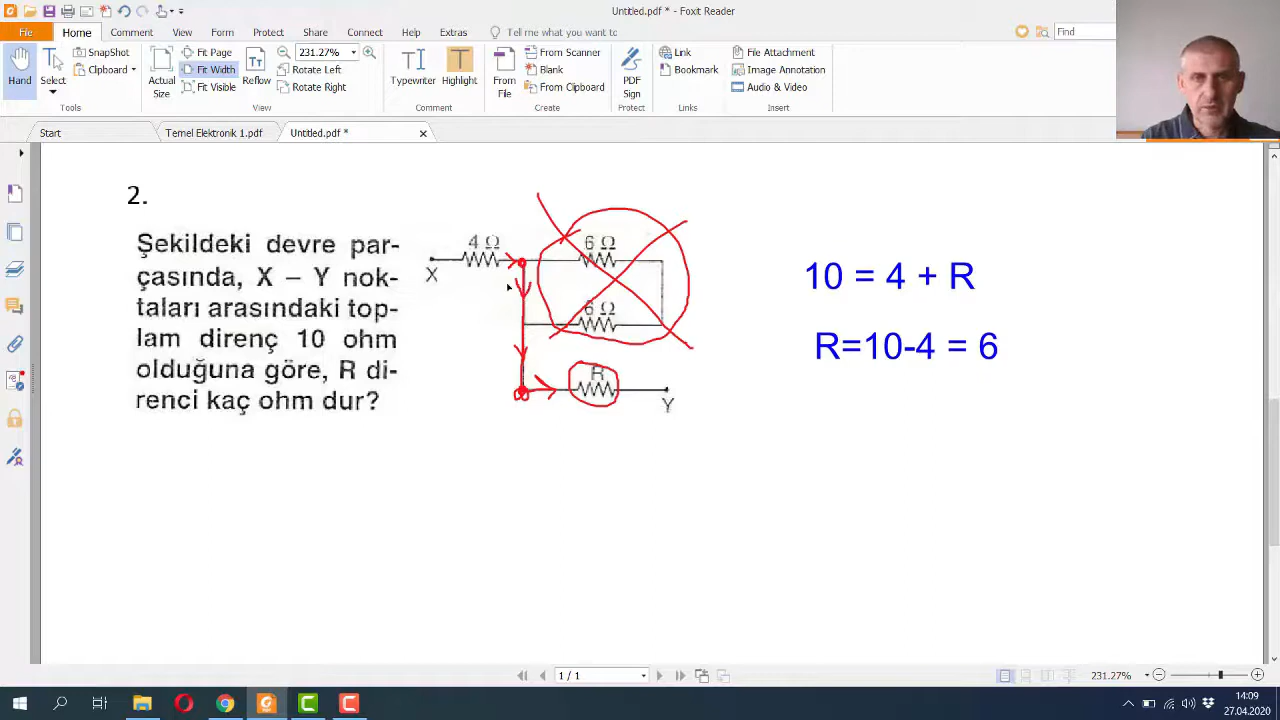 Untitled.pdf * - Foxit Reader
File Home Comment View Form Protect Share Connect Help Extras Tell me what you want to Find
Hand
Select
SnapShot
Clipboard
Tools
Actual Size
Fit Page
Fit Width
Fit Visible
Reflow
231.27%
Rotate Left
Rotate Right
View
Typewriter
Highlight
Comment
From File
From Scanner
Blank
From Clipboard
Create
PDF Sign
Protect
Link
Bookmark
Links
File Attachment
Image Annotation
Audio & Video
Insert
Start
Temel Elektronik 1.pdf
Untitled.pdf *
2.
Şekildeki devre par-
çasında, X – Y nok-
taları arasındaki top-
lam direnç 10 ohm
olduğuna göre, R di-
renci kaç ohm dur?
4 Ω
6 Ω
X
6 Ω
R
Y
10 = 4 + R
R=10-4 = 6
1 / 1
231.27%
14:09
27.04.2020